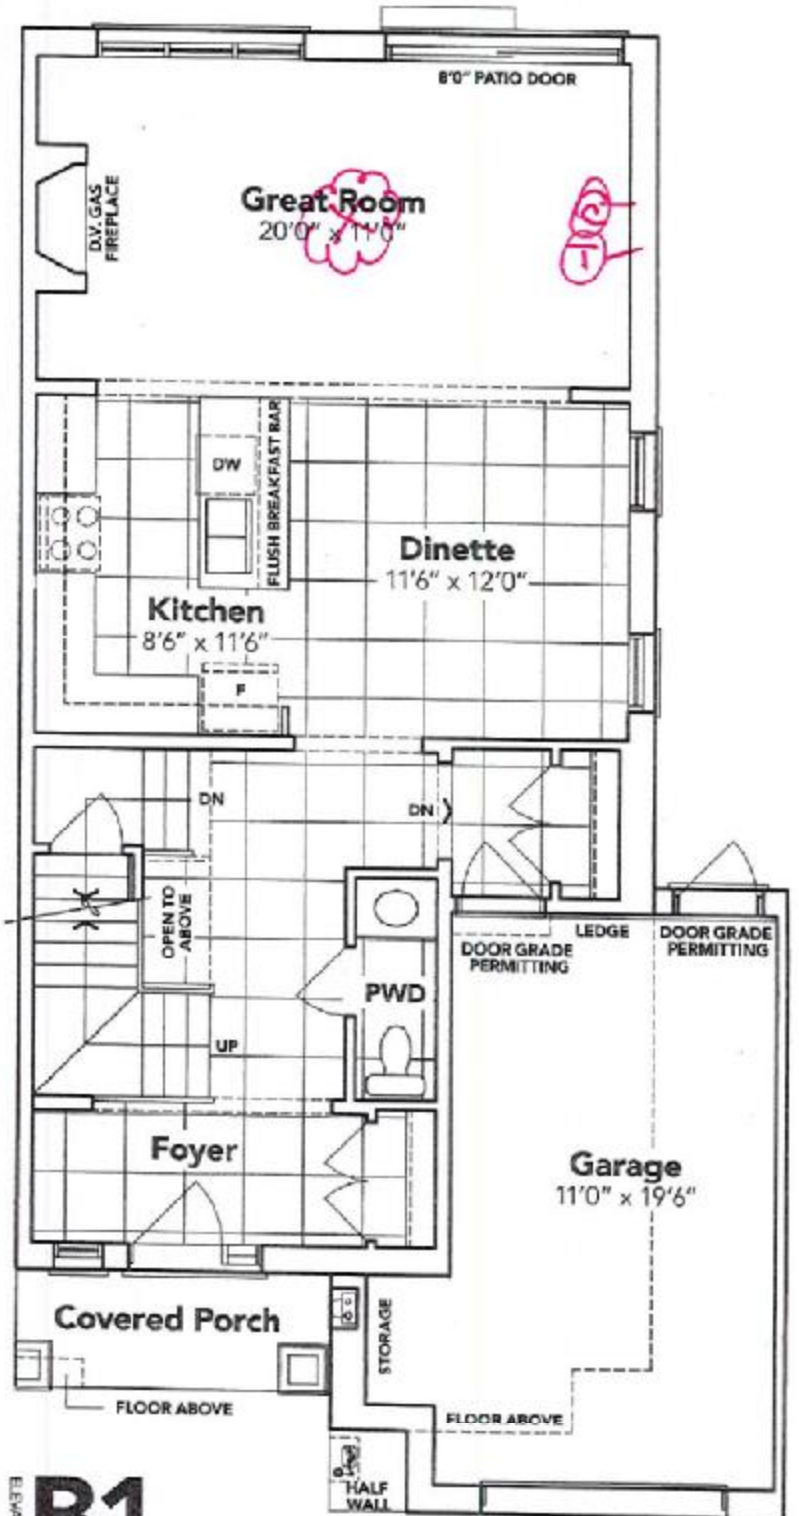 8'0" PATIO DOOR
D.V. GAS
FIREPLACE
Great Room
20'0" x 11'0"
DW
FLUSH BREAKFAST BAR
Dinette
11'6" x 12'0"
Kitchen
8'6" x 11'6"
F
DN
DN
OPEN TO
ABOVE
LEDGE
DOOR GRADE
PERMITTING
DOOR GRADE
PERMITTING
PWD
UP
Foyer
Garage
11'0" x 19'6"
Covered Porch
STORAGE
FLOOR ABOVE
FLOOR ABOVE
HALF
WALL
B1